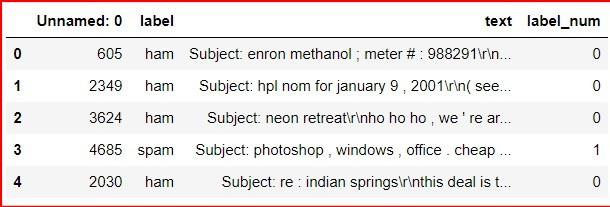 Unnamed: 0 label text label_num
0 605 ham Subject: enron methanol ; meter # : 988291\r\n... 0
1 2349 ham Subject: hpl nom for january 9 , 2001\r\n( see... 0
2 3624 ham Subject: neon retreat\r\nho ho ho , we ' re ar... 0
3 4685 spam Subject: photoshop , windows , office . cheap ... 1
4 2030 ham Subject: re : indian springs\r\nthis deal is t... 0